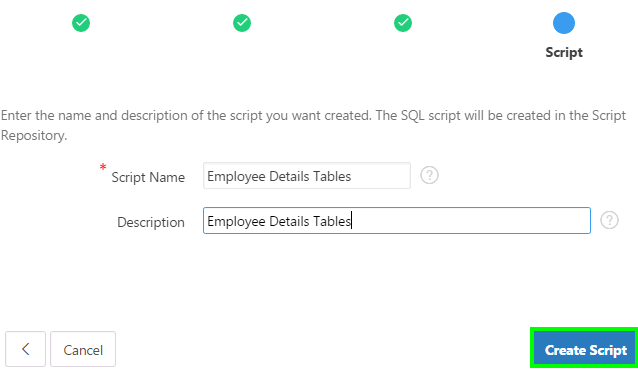 Script
Enter the name and description of the script you want created. The SQL script will be created in the Script
Repository.
* Script Name Employee Details Tables ?
Description Employee Details Tables ?
Cancel Create Script